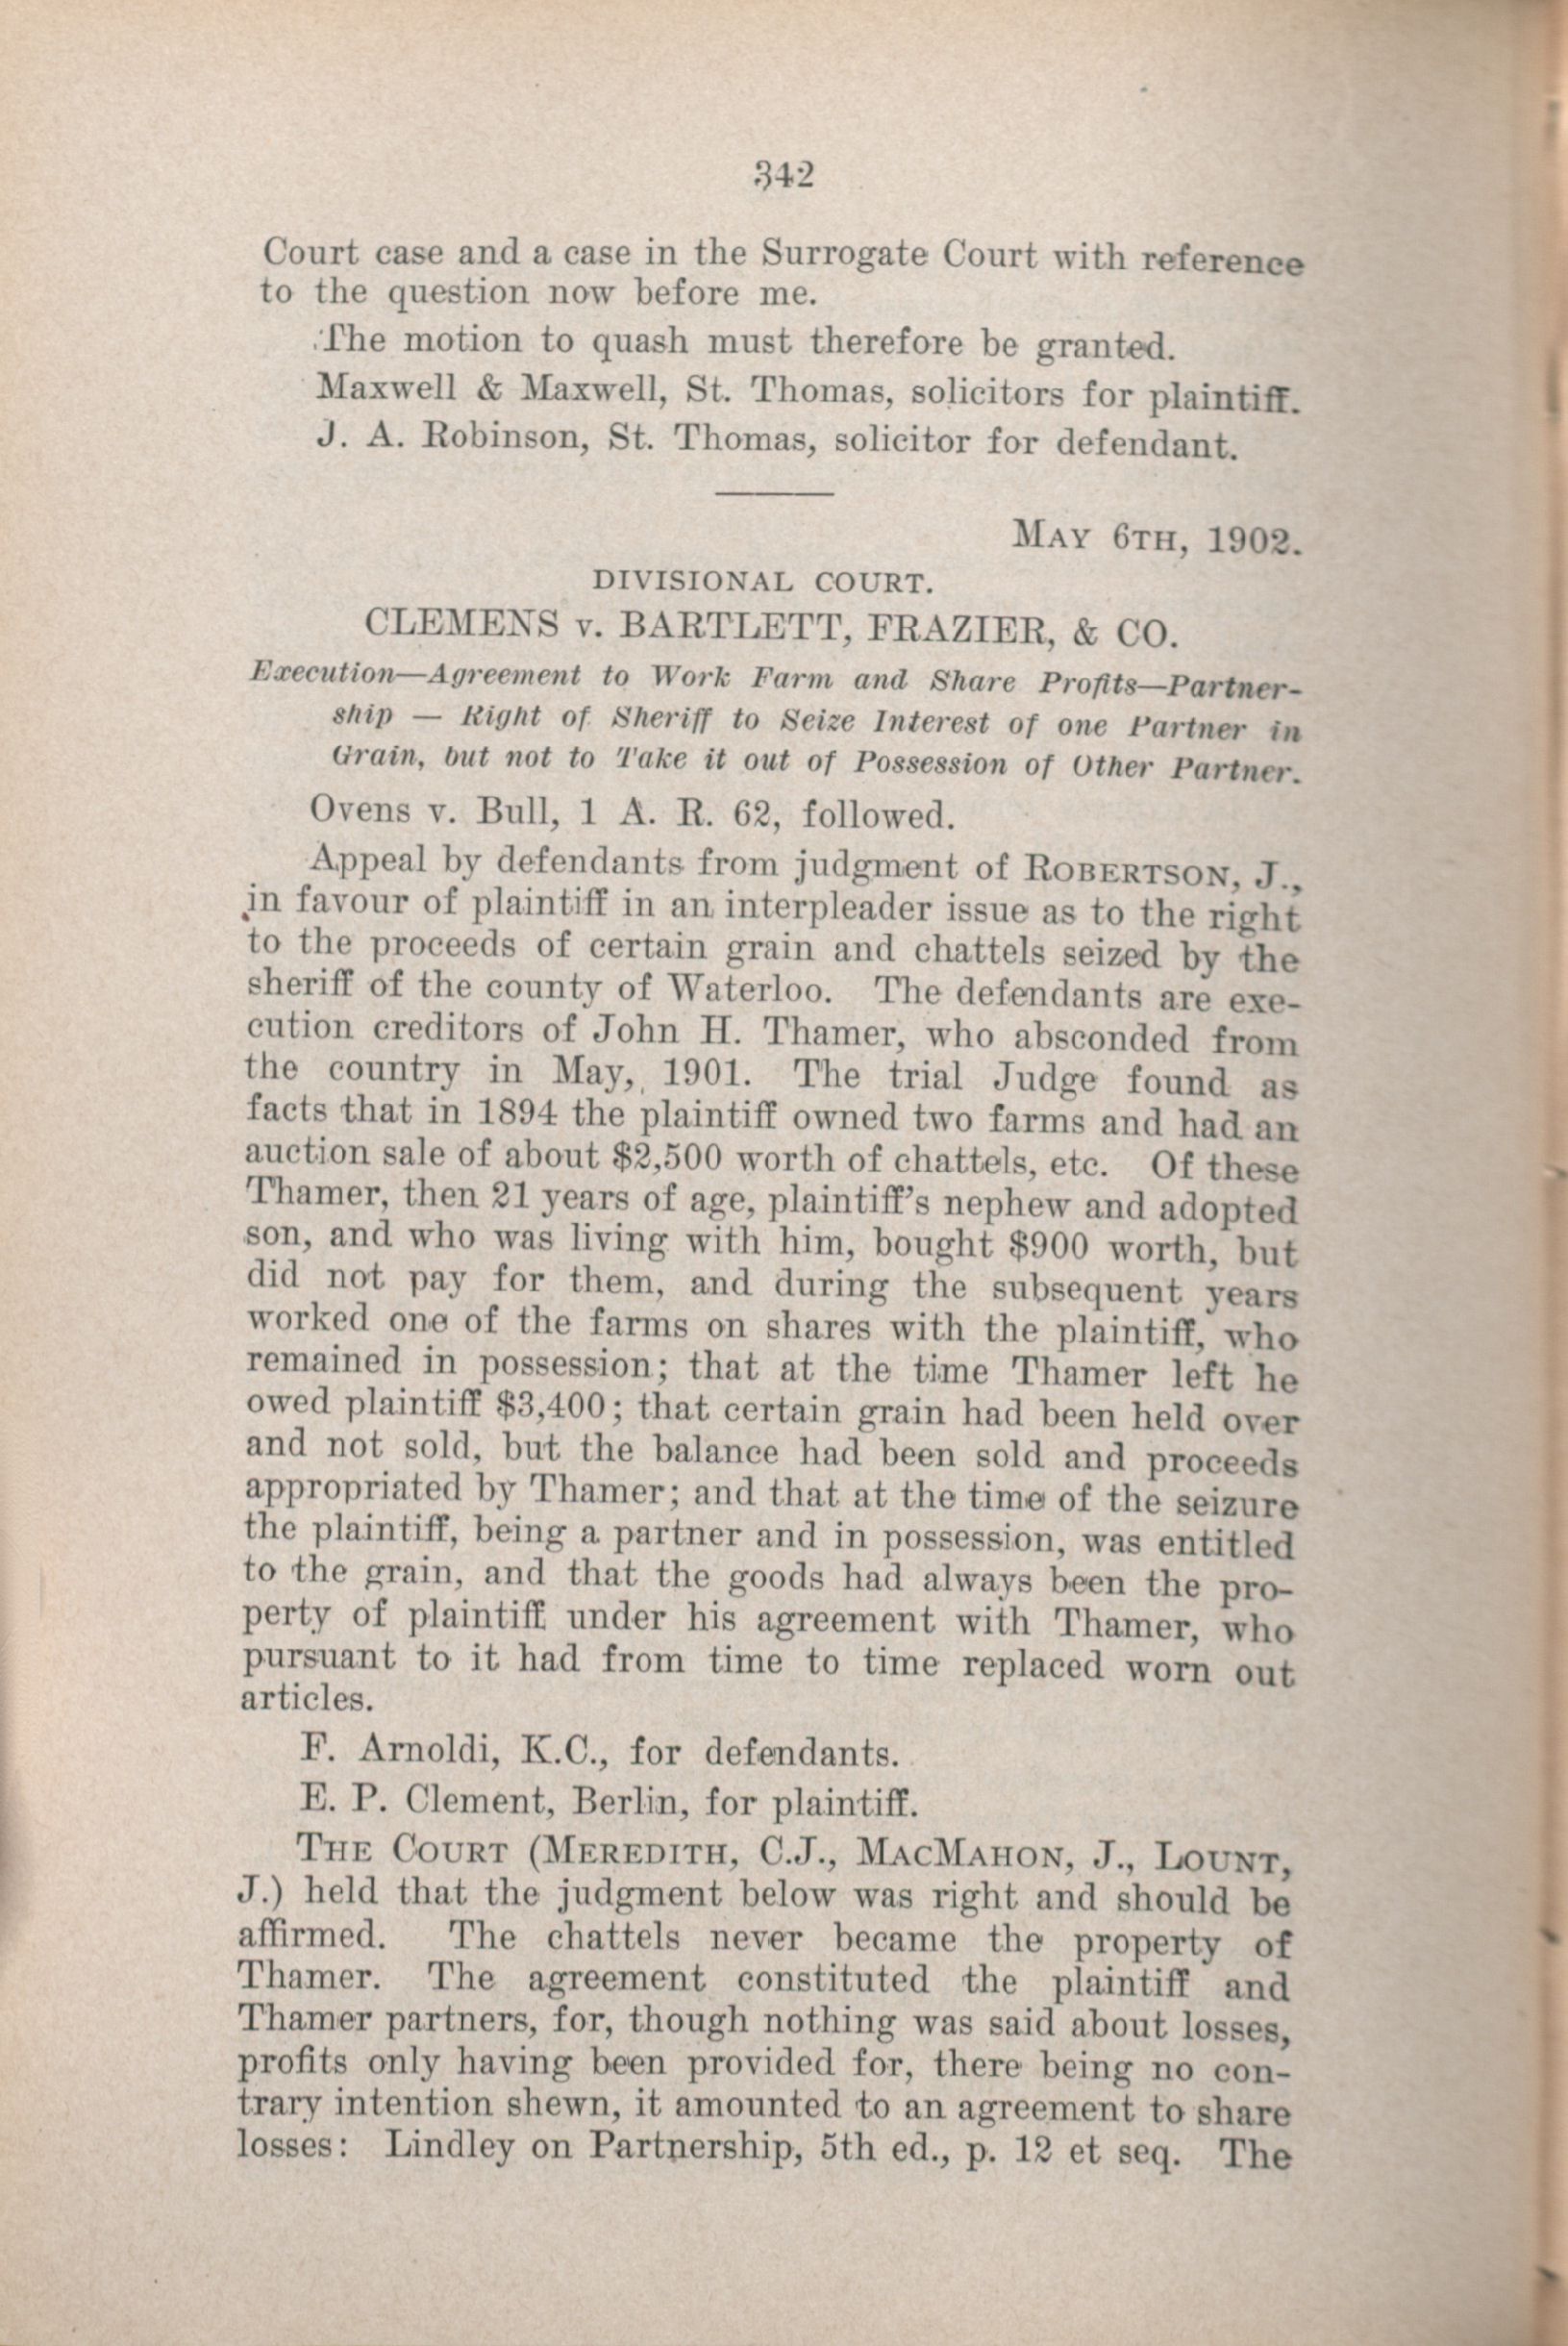 342
Court case and a case in the Surrogate Court with reference
to the question now before me.
The motion to quash must therefore be granted.
Maxwell & Maxwell, St. Thomas, solicitors for plaintiff.
J. A. Robinson, St. Thomas, solicitor for defendant.
MAY 6TH, 1902.
DIVISIONAL COURT.
CLEMENS v. BARTLETT, FRAZIER, & CO.
Execution—Agreement to Work Farm and Share Profits—Partner-
ship — Right of Sheriff to Seize Interest of one Partner in
Grain, but not to Take it out of Possession of Other Partner.
Ovens v. Bull, 1 A. R. 62, followed.
Appeal by defendants from judgment of ROBERTSON, J.,
in favour of plaintiff in an interpleader issue as to the right
to the proceeds of certain grain and chattels seized by the
sheriff of the county of Waterloo. The defendants are exe-
cution creditors of John H. Thamer, who absconded from
the country in May, 1901. The trial Judge found as
facts that in 1894 the plaintiff owned two farms and had an
auction sale of about $2,500 worth of chattels, etc. Of these
Thamer, then 21 years of age, plaintiff's nephew and adopted
son, and who was living with him, bought $900 worth, but
did not pay for them, and during the subsequent years
worked one of the farms on shares with the plaintiff, who
remained in possession; that at the time Thamer left he
owed plaintiff $3,400; that certain grain had been held over
and not sold, but the balance had been sold and proceeds
appropriated by Thamer; and that at the time of the seizure
the plaintiff, being a partner and in possession, was entitled
to the grain, and that the goods had always been the pro-
perty of plaintiff under his agreement with Thamer, who
pursuant to it had from time to time replaced worn out
articles.
F. Arnoldi, K.C., for defendants.
E. P. Clement, Berlin, for plaintiff.
THE COURT (MEREDITH, C.J., MACMAHON, J., LOUNT,
J.) held that the judgment below was right and should be
affirmed. The chattels never became the property of
Thamer. The agreement constituted the plaintiff and
Thamer partners, for, though nothing was said about losses,
profits only having been provided for, there being no con-
trary intention shewn, it amounted to an agreement to share
losses: Lindley on Partnership, 5th ed., p. 12 et seq. The